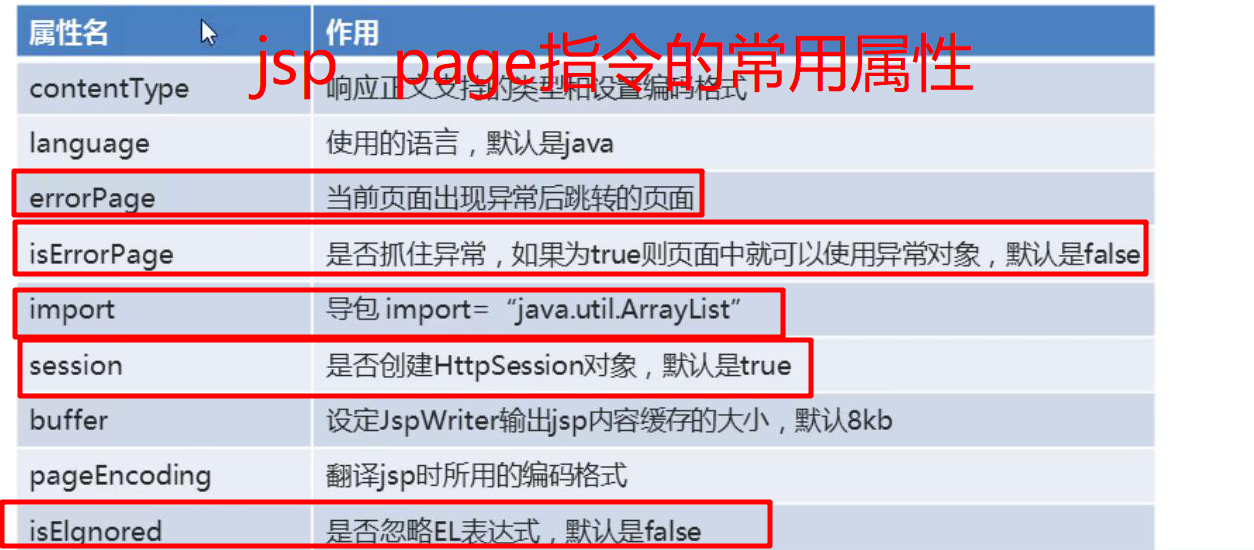 属性名 作用
jsp page指令的常用属性
contentType 响应正文支持的类型和设置编码格式
language 使用的语言，默认是java
errorPage 当前页面出现异常后跳转的页面
isErrorPage 是否抓住异常，如果为true则页面中就可以使用异常对象，默认是false
import 导包 import=“java.util.ArrayList”
session 是否创建HttpSession对象，默认是true
buffer 设定JspWriter输出jsp内容缓存的大小，默认8kb
pageEncoding 翻译jsp时所用的编码格式
isElgnored 是否忽略EL表达式，默认是false